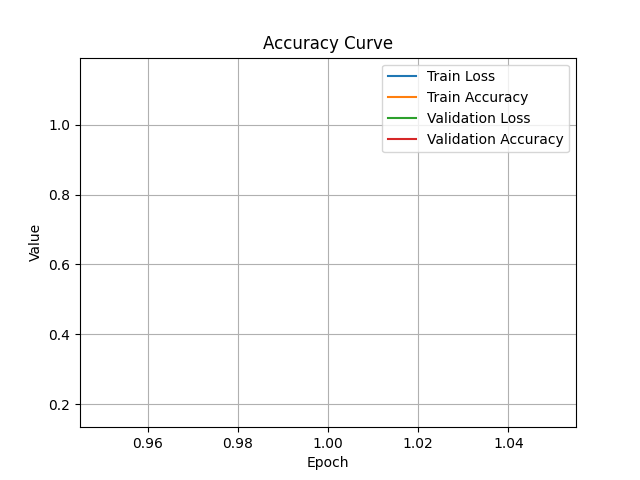 Accuracy Curve
Train Loss
Train Accuracy
Validation Loss
Validation Accuracy
1.0
0.8
0.6
0.4
0.2
Value
0.96
0.98
1.00
1.02
1.04
Epoch